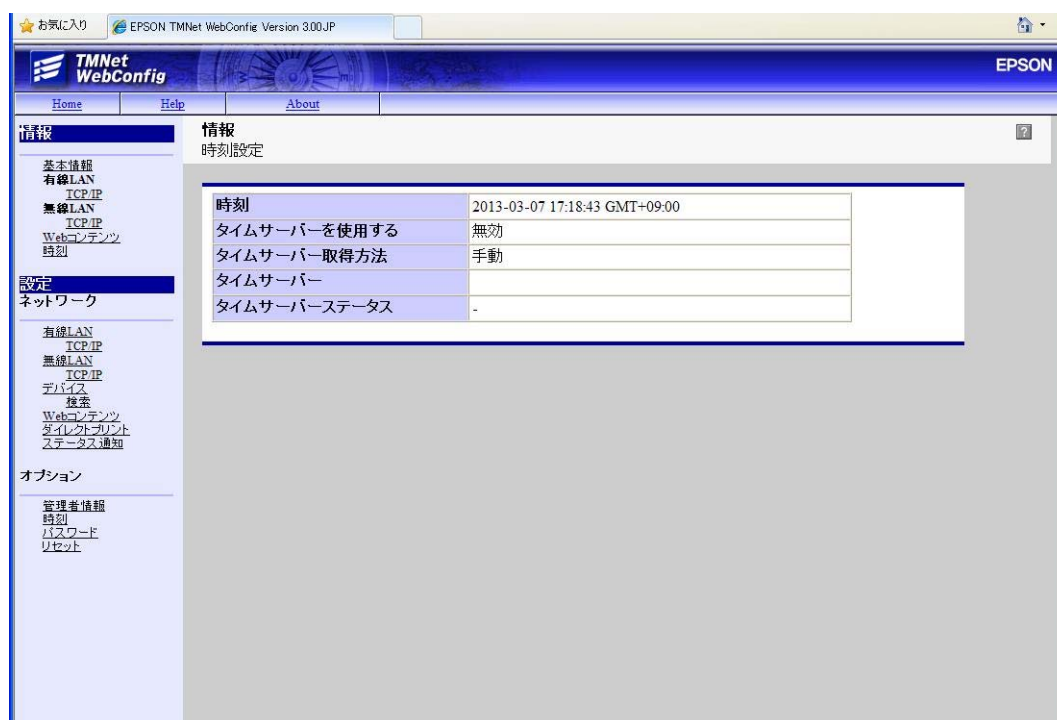 お気に入り
EPSON TMNet WebConfig Version 3.00.JP
TMNet
WebConfig
EPSON
Home
Help
About
情報
基本情報
有線LAN
TCP/IP
無線LAN
TCP/IP
Webコンテンツ
時刻
設定
ネットワーク
有線LAN
TCP/IP
無線LAN
TCP/IP
デバイス
検索
Webコンテンツ
ダイレクトプリント
ステータス通知
オプション
管理者情報
時刻
パスワード
リセット
情報
時刻設定
?
時刻 2013-03-07 17:18:43 GMT+09:00
タイムサーバーを使用する 無効
タイムサーバー取得方法 手動
タイムサーバー
タイムサーバーステータス -